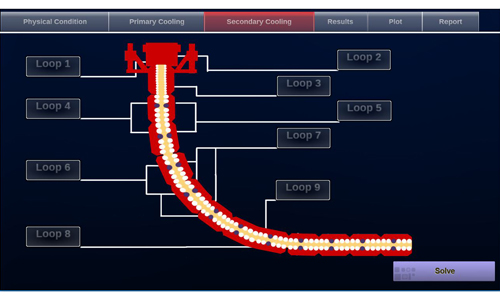 Physical Condition Primary Cooling Secondary Cooling Results Plot Report
Loop 1
Loop 2
Loop 3
Loop 4
Loop 5
Loop 7
Loop 6
Loop 9
Loop 8
Solve